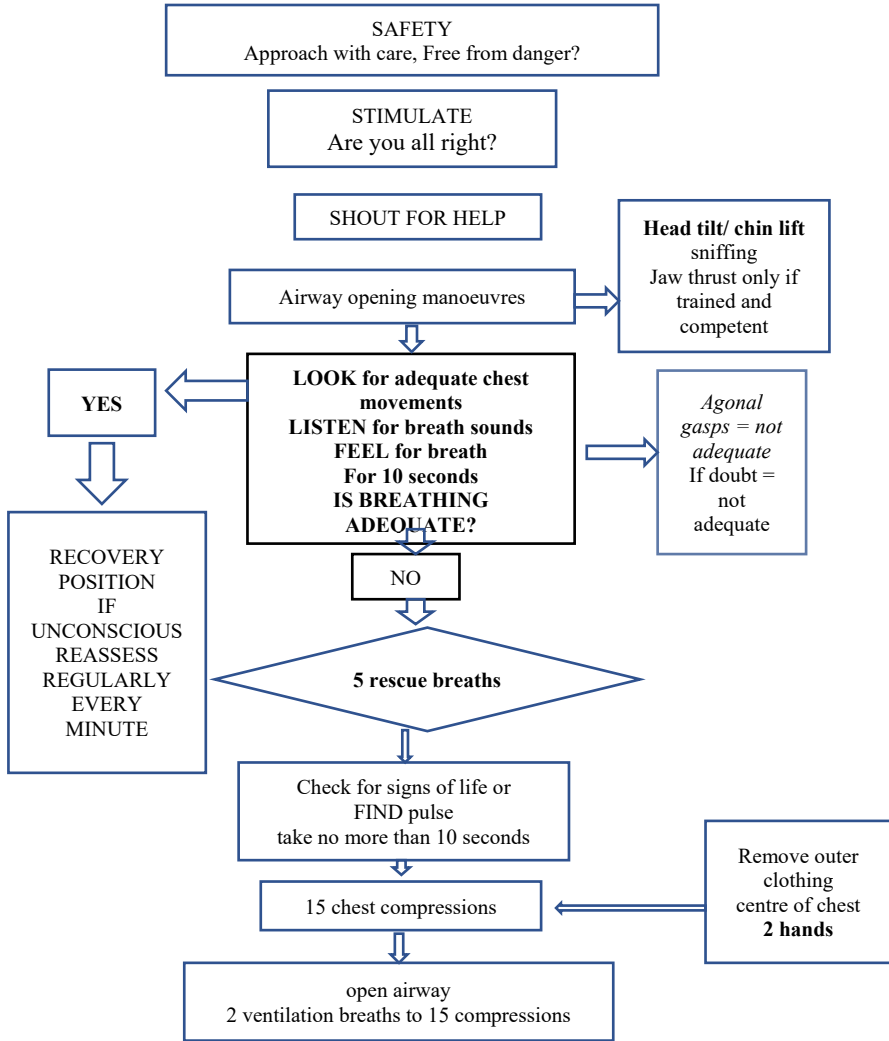 SAFETY
Approach with care, Free from danger?
STIMULATE
Are you all right?
SHOUT FOR HELP
Head tilt/ chin lift
sniffing
Jaw thrust only if
trained and
competent
Airway opening manoeuvres
LOOK for adequate chest
movements
LISTEN for breath sounds
FEEL for breath
For 10 seconds
IS BREATHING
ADEQUATE?
YES
Agonal
gasps = not
adequate
If doubt =
not
adequate
RECOVERY
POSITION
IF
UNCONSCIOUS
REASSESS
REGULARLY
EVERY
MINUTE
NO
5 rescue breaths
Check for signs of life or
FIND pulse
take no more than 10 seconds
15 chest compressions
Remove outer
clothing
centre of chest
2 hands
open airway
2 ventilation breaths to 15 compressions